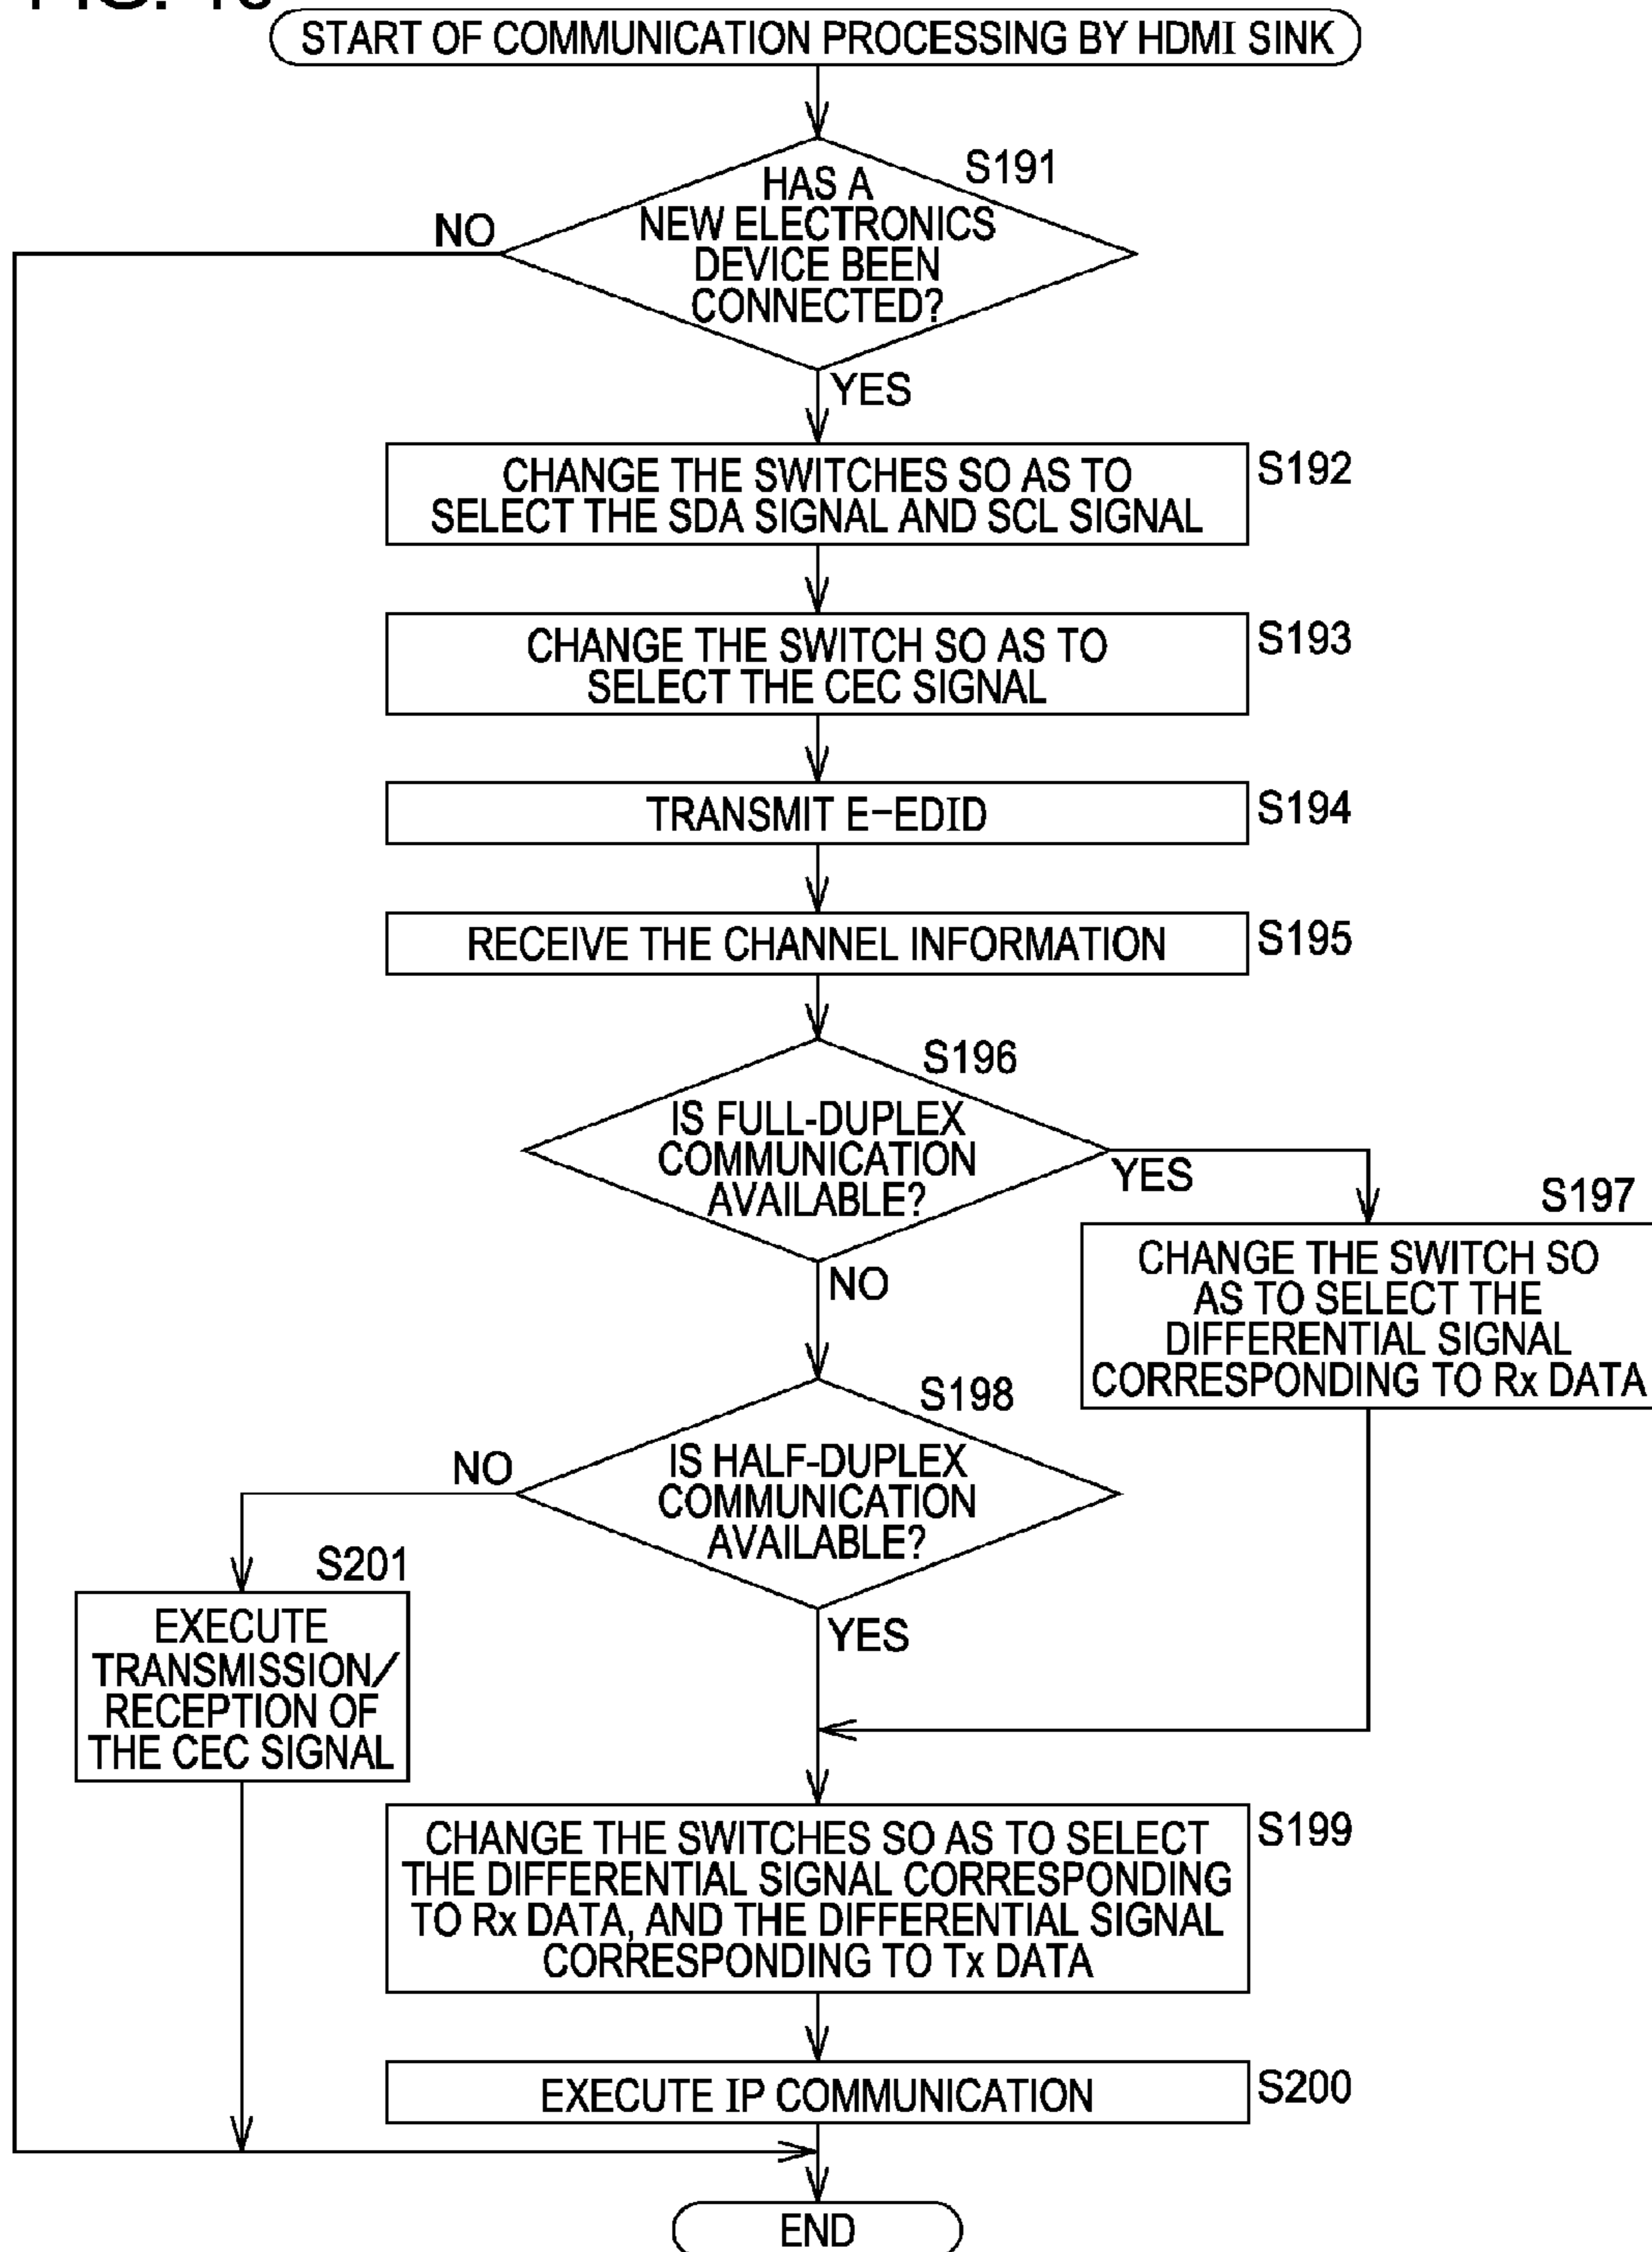 START OF COMMUNICATION PROCESSING BY HDMI SINK
S191
HAS A
NEW ELECTRONICS
DEVICE BEEN
CONNECTED?
NO
YES
CHANGE THE SWITCHES SO AS TO
SELECT THE SDA SIGNAL AND SCL SIGNAL
S192
CHANGE THE SWITCH SO AS TO
SELECT THE CEC SIGNAL
S193
TRANSMIT E-EDID
S194
RECEIVE THE CHANNEL INFORMATION
S195
S196
IS FULL-DUPLEX
COMMUNICATION
AVAILABLE?
YES
NO
S197
CHANGE THE SWITCH SO
AS TO SELECT THE
DIFFERENTIAL SIGNAL
CORRESPONDING TO Rx DATA
S198
IS HALF-DUPLEX
COMMUNICATION
AVAILABLE?
NO
YES
S201
EXECUTE
TRANSMISSION/
RECEPTION OF
THE CEC SIGNAL
CHANGE THE SWITCHES SO AS TO SELECT
THE DIFFERENTIAL SIGNAL CORRESPONDING
TO Rx DATA, AND THE DIFFERENTIAL SIGNAL
CORRESPONDING TO Tx DATA
S199
EXECUTE IP COMMUNICATION
S200
END